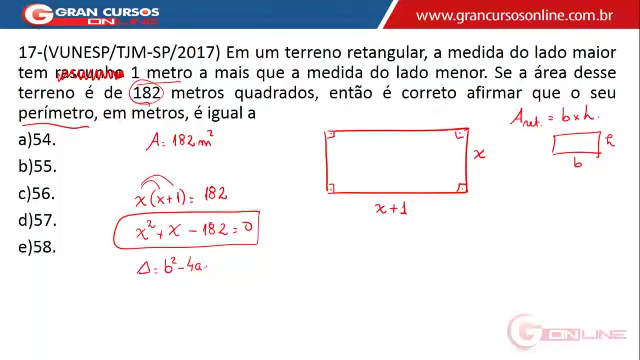 GRAN CURSOS
ONLINE
www.grancursosonline.com.br
17-(VUNESP/TJM-SP/2017) Em um terreno retangular, a medida do lado maior
tem rascunho 1 metro a mais que a medida do lado menor. Se a área desse
terreno é de 182 metros quadrados, então é correto afirmar que o seu
perímetro, em metros, é igual a
a)54.
b)55.
c)56.
d)57.
e)58.
A = 182 m²
x(x+1) = 182
x² + x - 182 = 0
Δ = b² - 4a
x
x+1
A ret. = b x h.
h
b
G ONLINE